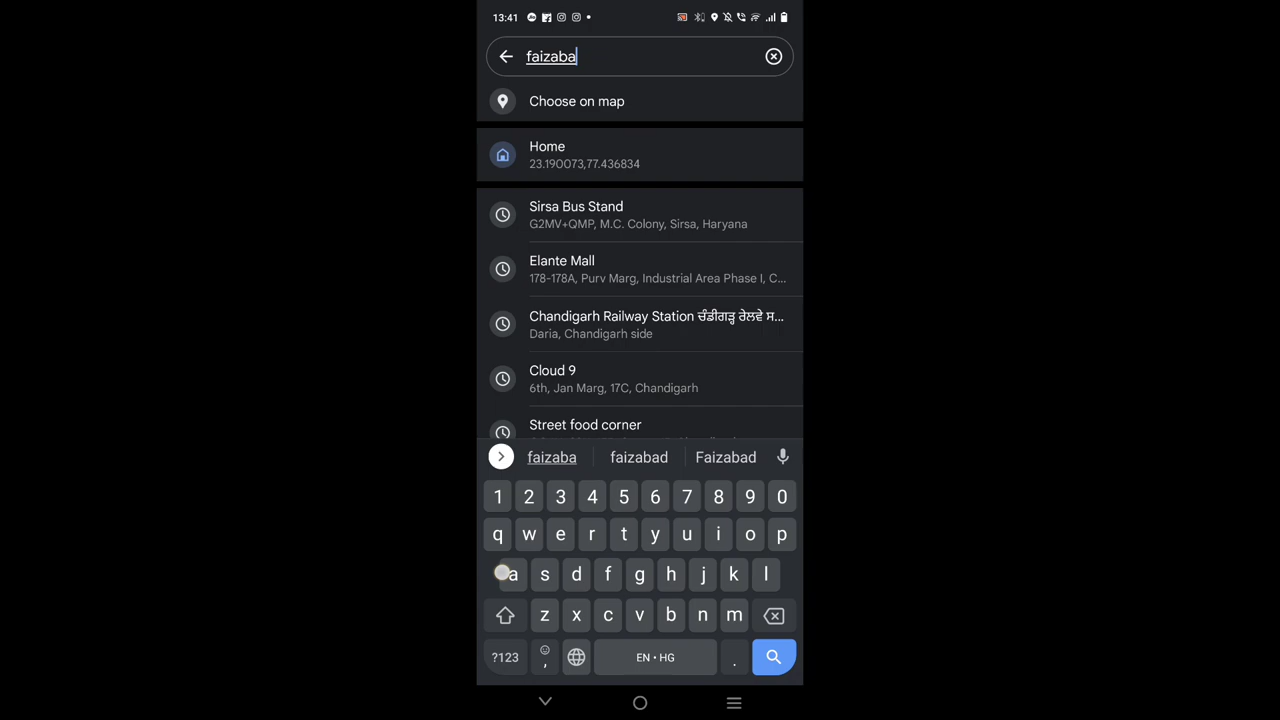 13:41
faizaba
Choose on map
Home
23.190073,77.436834
Sirsa Bus Stand
G2MV+QMP, M.C. Colony, Sirsa, Haryana
Elante Mall
178-178A, Purv Marg, Industrial Area Phase I, C...
Chandigarh Railway Station ਚੰਡੀਗੜ੍ਹ ਰੇਲਵੇ ਸ...
Daria, Chandigarh side
Cloud 9
6th, Jan Marg, 17C, Chandigarh
Street food corner
faizaba faizabad Faizabad
1 2 3 4 5 6 7 8 9 0
q w e r t y u i o p
a s d f g h j k l
z x c v b n m
?123 , EN • HG .